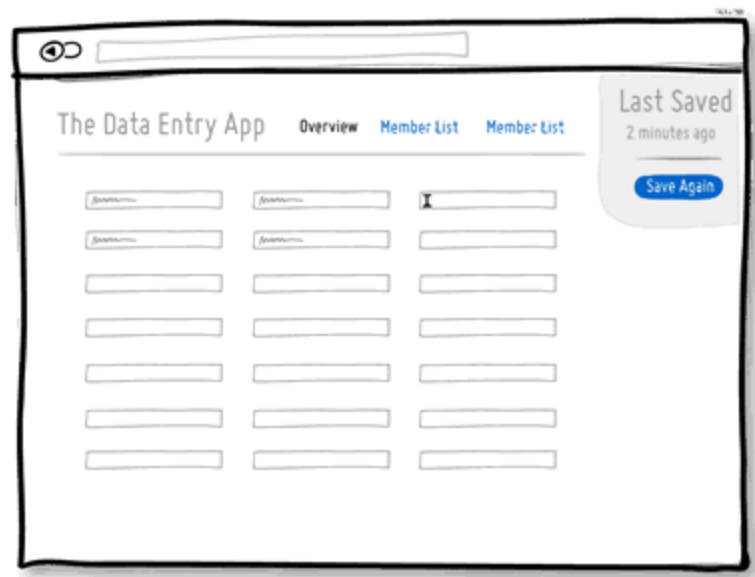 The Data Entry App
Overview Member List Member List
Last Saved
2 minutes ago
Save Again